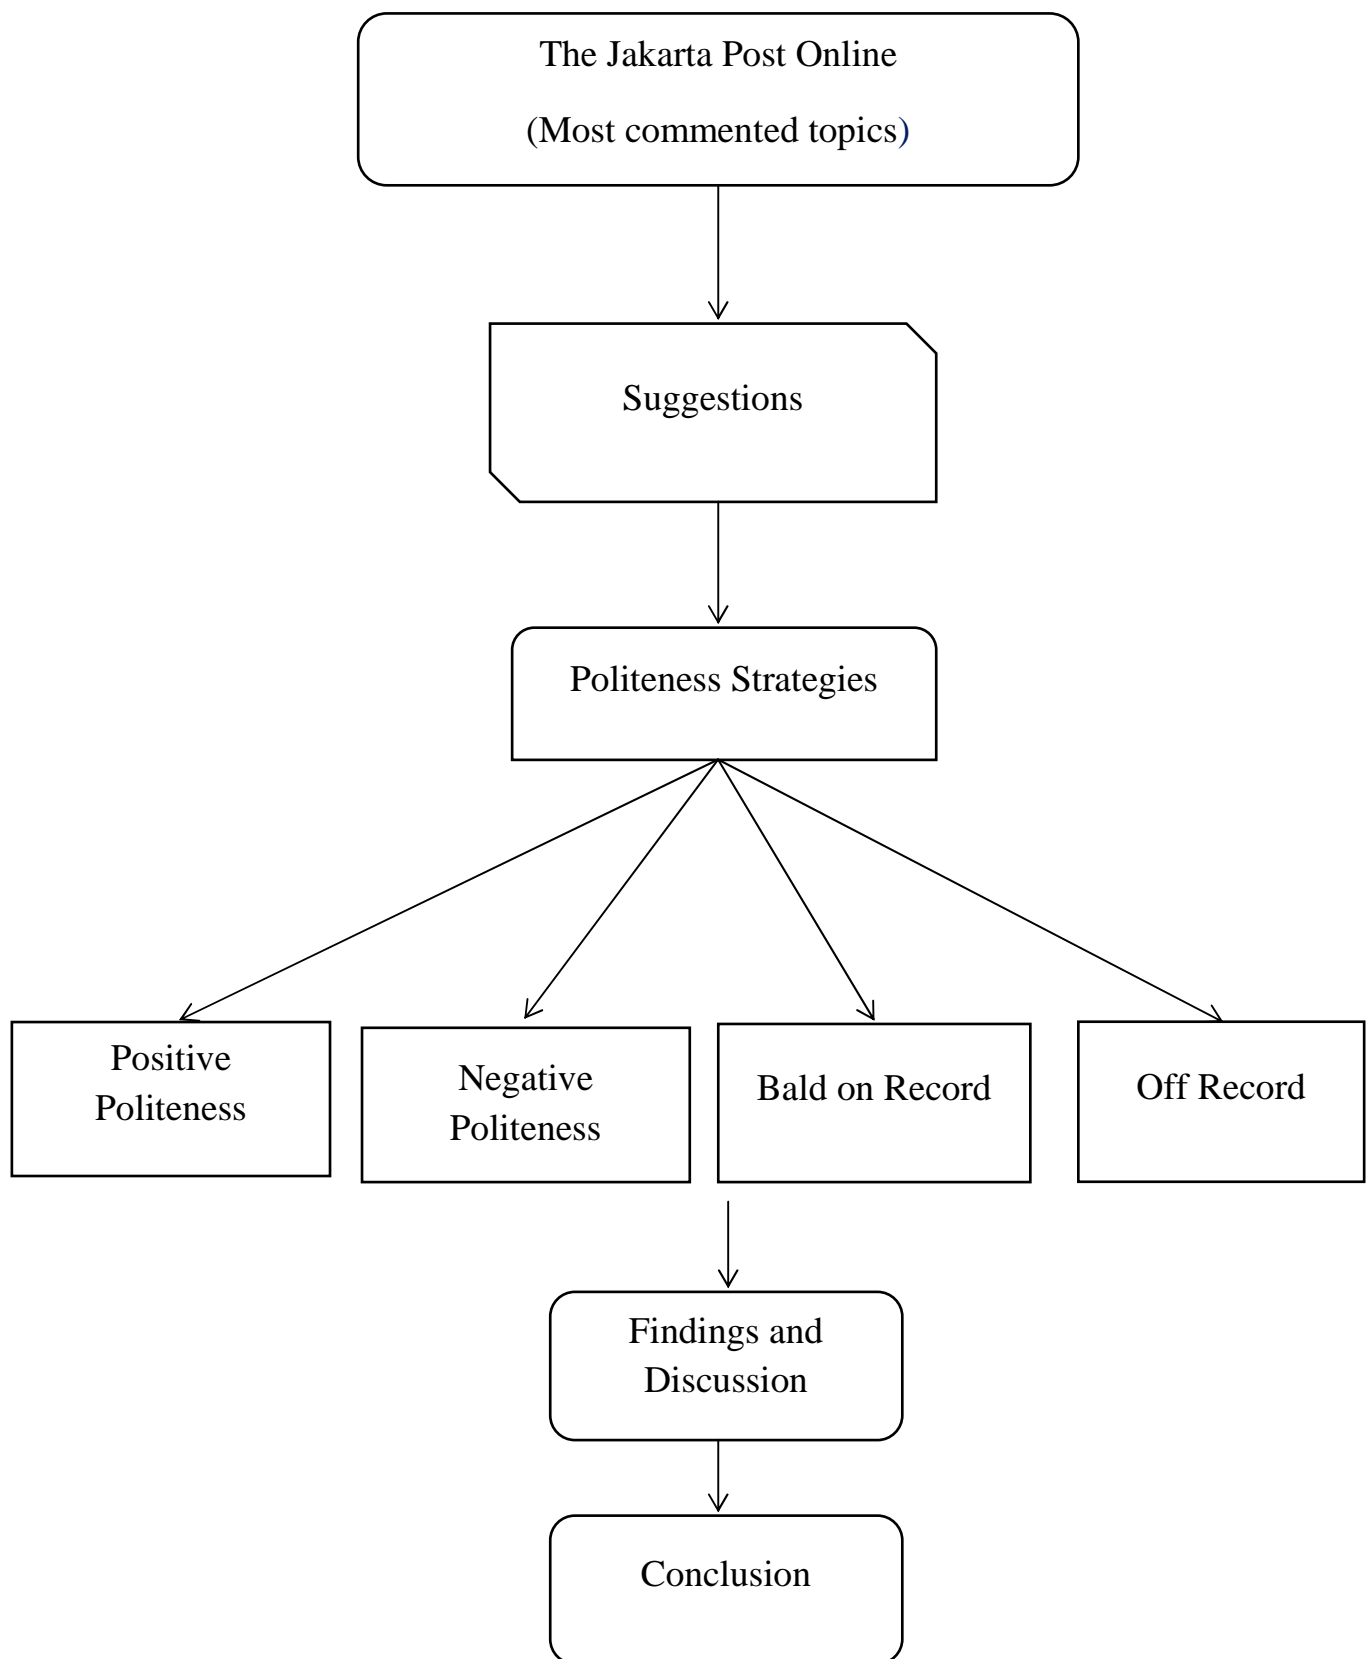 The Jakarta Post Online
(Most commented topics)
Suggestions
Politeness Strategies
Positive
Politeness
Negative
Politeness
Bald on Record
Off Record
Findings and
Discussion
Conclusion